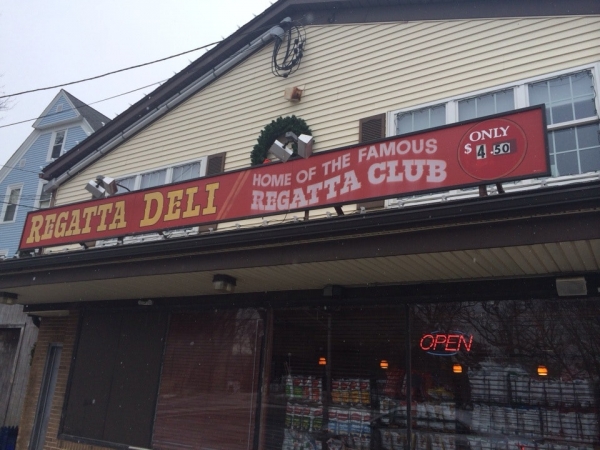 REGATTA DELI
HOME OF THE FAMOUS
REGATTA CLUB
ONLY
$4.50
OPEN